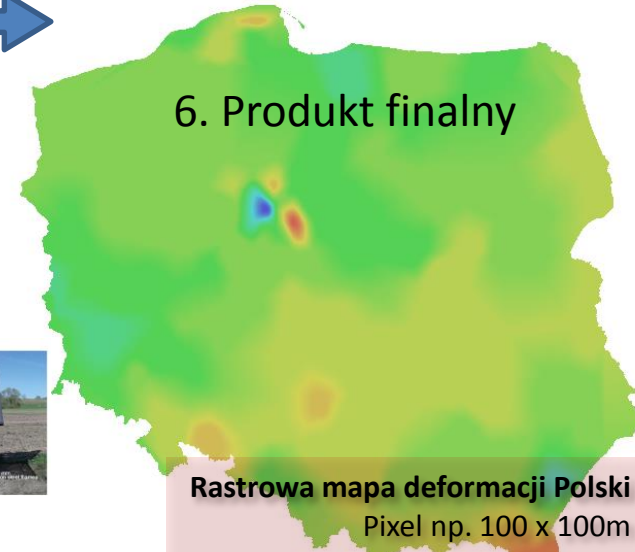 6. Produkt finalny
Rastrowa mapa deformacji Polski
Pixel np. 100 x 100m